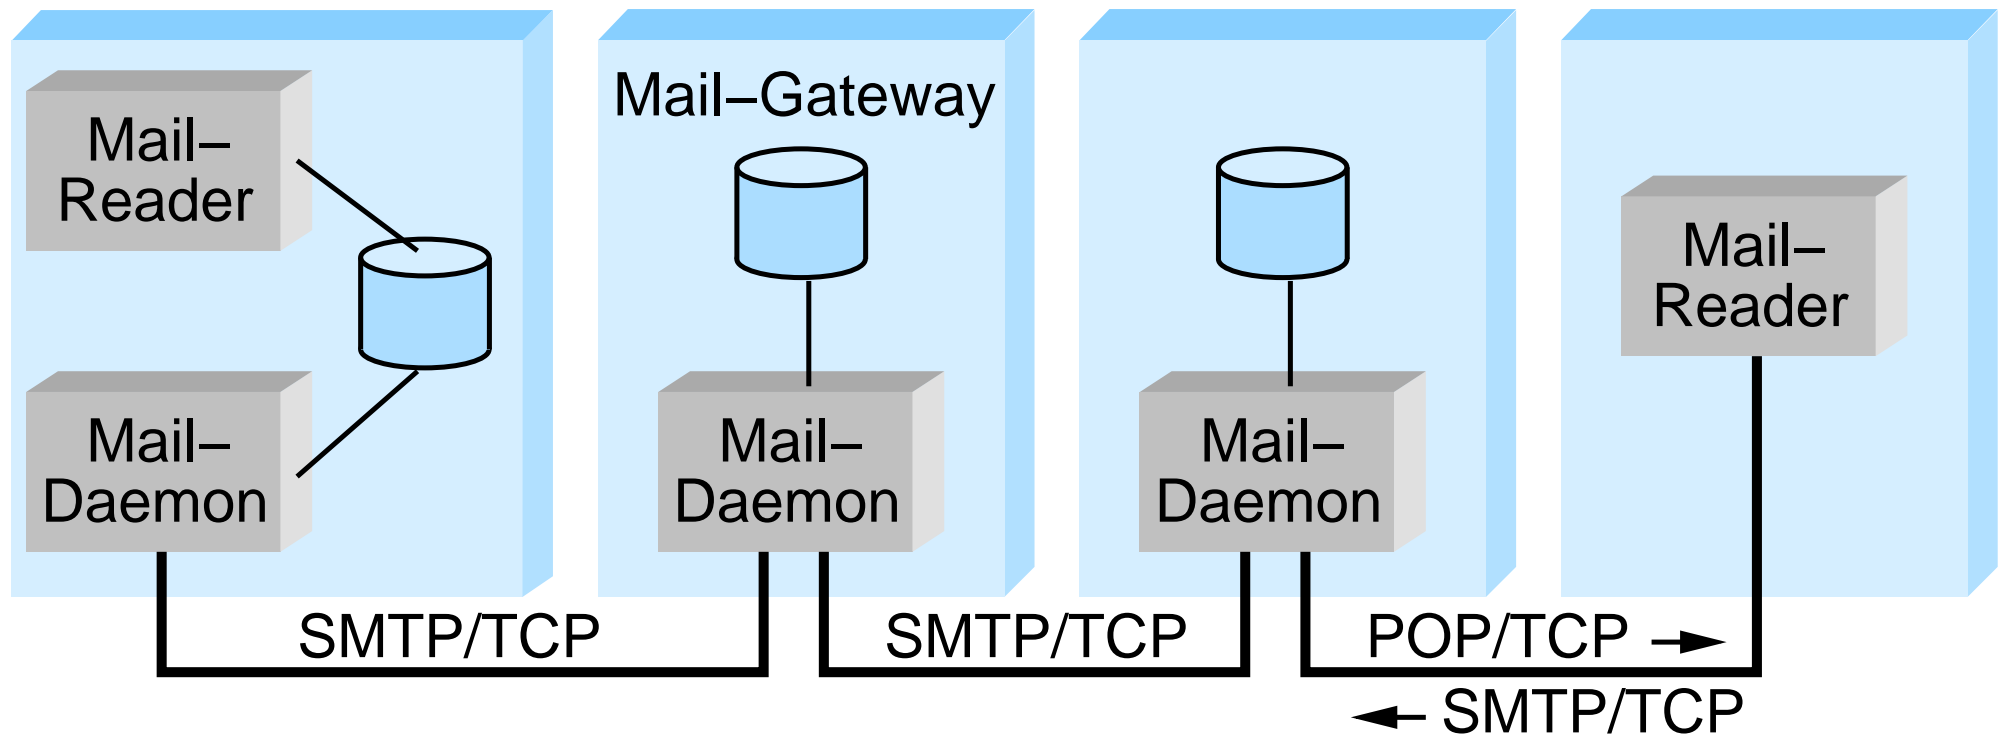 Mail–
Reader
Mail–
Daemon
Mail–Gateway
Mail–
Daemon
Mail–
Daemon
Mail–
Reader
SMTP/TCP
SMTP/TCP
POP/TCP
SMTP/TCP